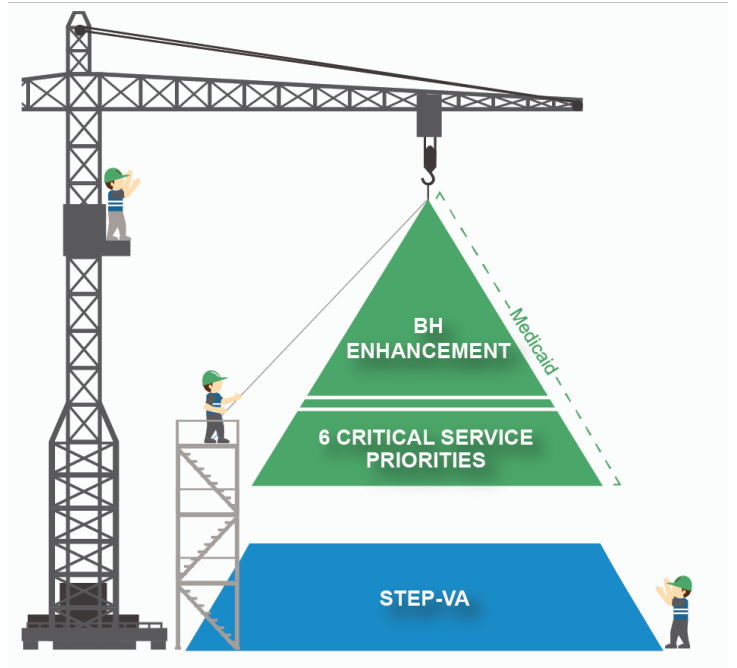 BH
ENHANCEMENT
Medicaid
6 CRITICAL SERVICE
PRIORITIES
STEP-VA